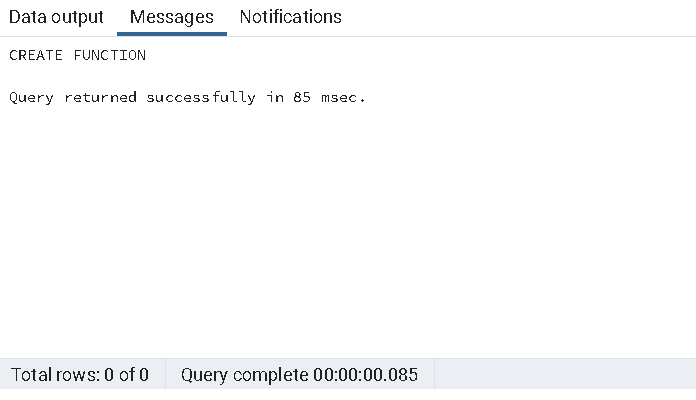 Data output Messages Notifications
CREATE FUNCTION
Query returned successfully in 85 msec.
Total rows: 0 of 0 Query complete 00:00:00.085